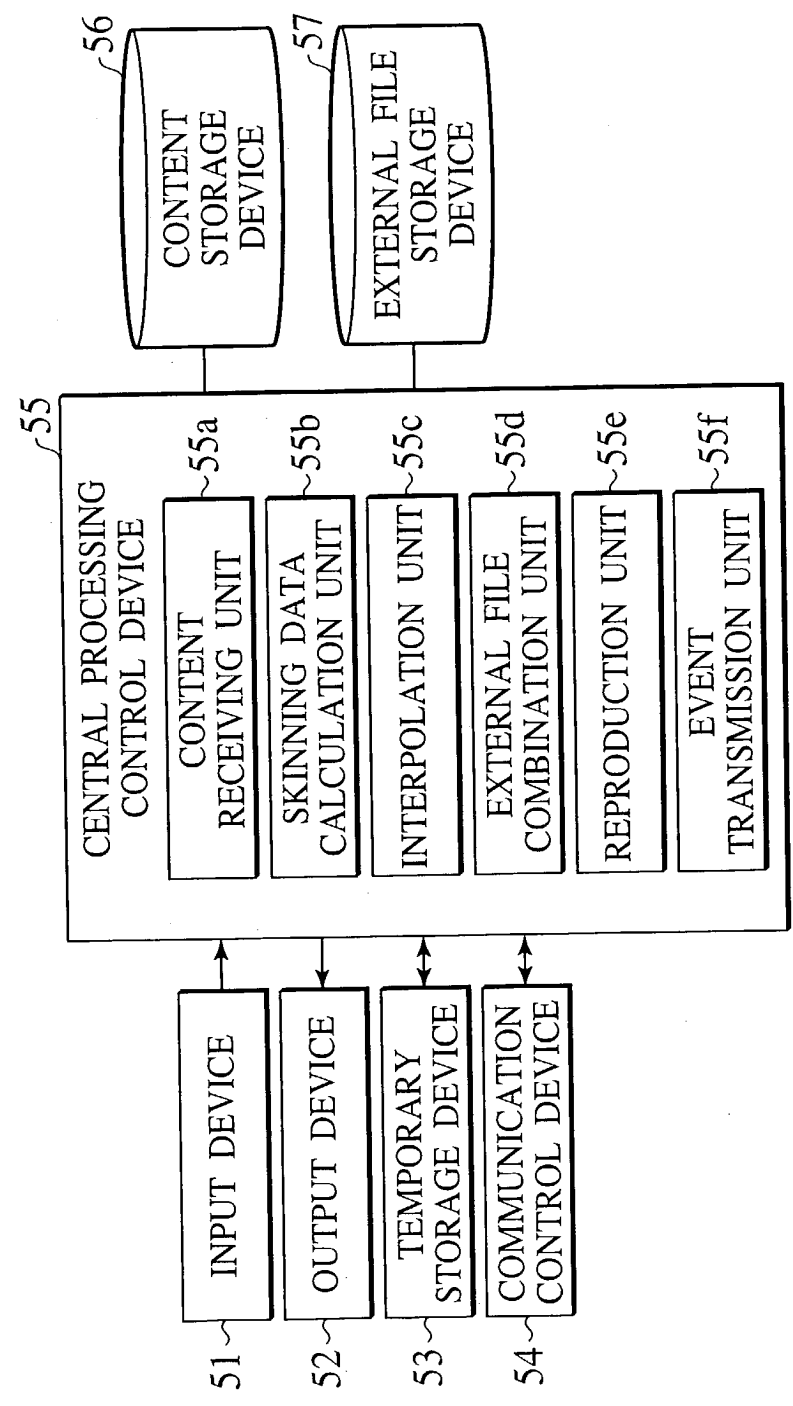 51
INPUT DEVICE
52
OUTPUT DEVICE
53
TEMPORARY
STORAGE DEVICE
54
COMMUNICATION
CONTROL DEVICE
55
CENTRAL PROCESSING
CONTROL DEVICE
CONTENT
RECEIVING UNIT
55a
SKINNING DATA
CALCULATION UNIT
55b
INTERPOLATION UNIT
55c
EXTERNAL FILE
COMBINATION UNIT
55d
REPRODUCTION UNIT
55e
EVENT
TRANSMISSION UNIT
55f
56
CONTENT
STORAGE
DEVICE
57
EXTERNAL FILE
STORAGE
DEVICE